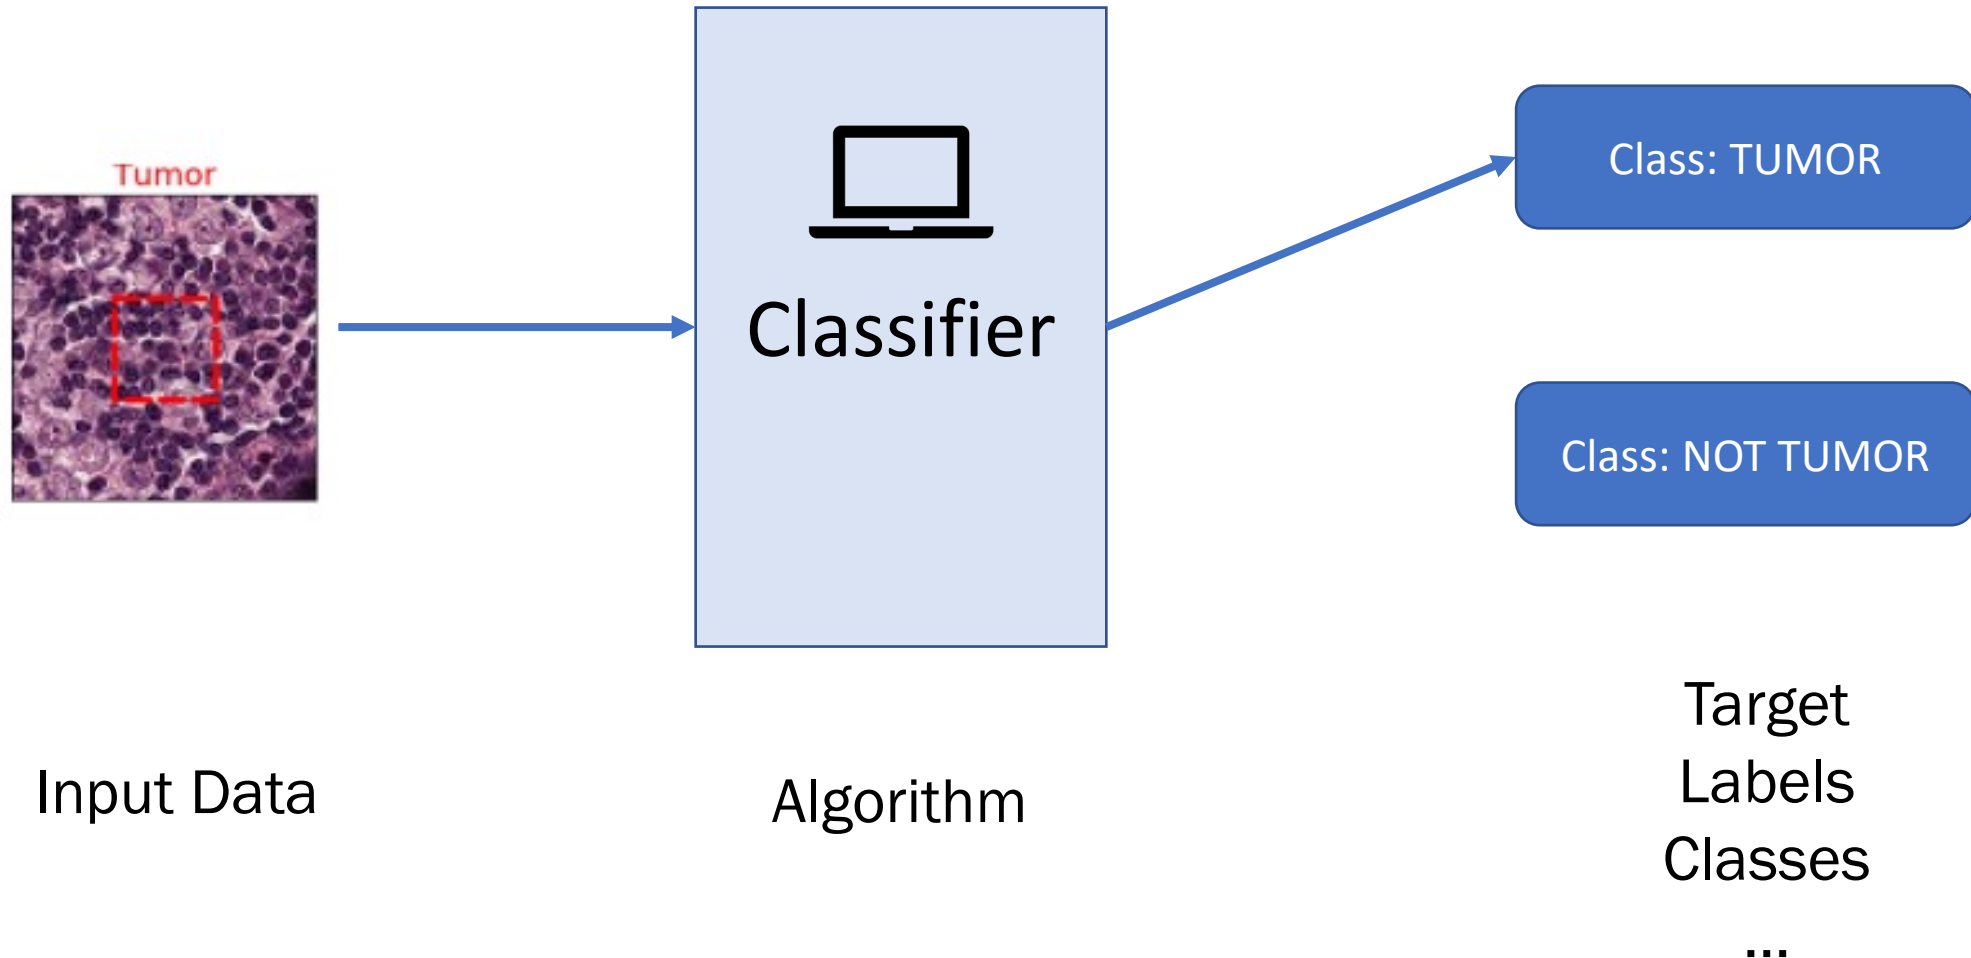 Tumor
Classifier
Class: TUMOR
Class: NOT TUMOR
Input Data
Algorithm
Target
Labels
Classes
...